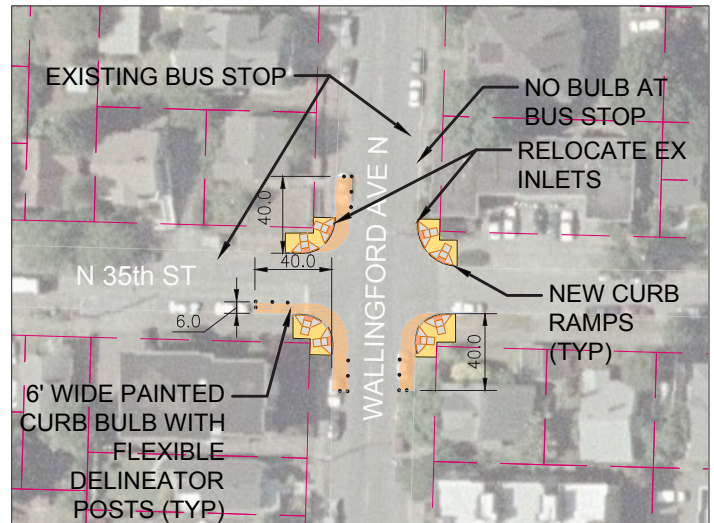 EXISTING BUS STOP
NO BULB AT
BUS STOP
RELOCATE EX
INLETS
WALLINGFORD AVE N
40.0
40.0
N 35th ST
6.0
NEW CURB
RAMPS
(TYP)
40.0
6' WIDE PAINTED
CURB BULB WITH
FLEXIBLE
DELINEATOR
POSTS (TYP)